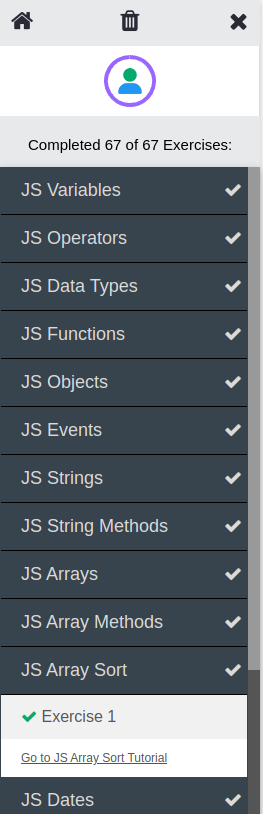 Completed 67 of 67 Exercises:
JS Variables
JS Operators
JS Data Types
JS Functions
JS Objects
JS Events
JS Strings
JS String Methods
JS Arrays
JS Array Methods
JS Array Sort
Exercise 1
Go to JS Array Sort Tutorial
JS Dates